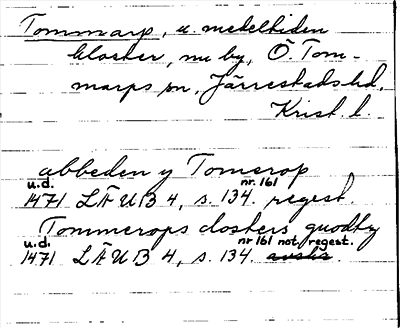 Tommarp, u. medeltiden
kloster, nu by, Ö. Tom-
marps sn, Järrestads hd,
Krist. l.
abbeden y Tomerop
u.d. nr. 161
1471 LÄUB 4, s. 134. regest.
Tommerops closters guodhz
u.d. nr 161 not, regest.
1471 LÄUB 4, s. 134.